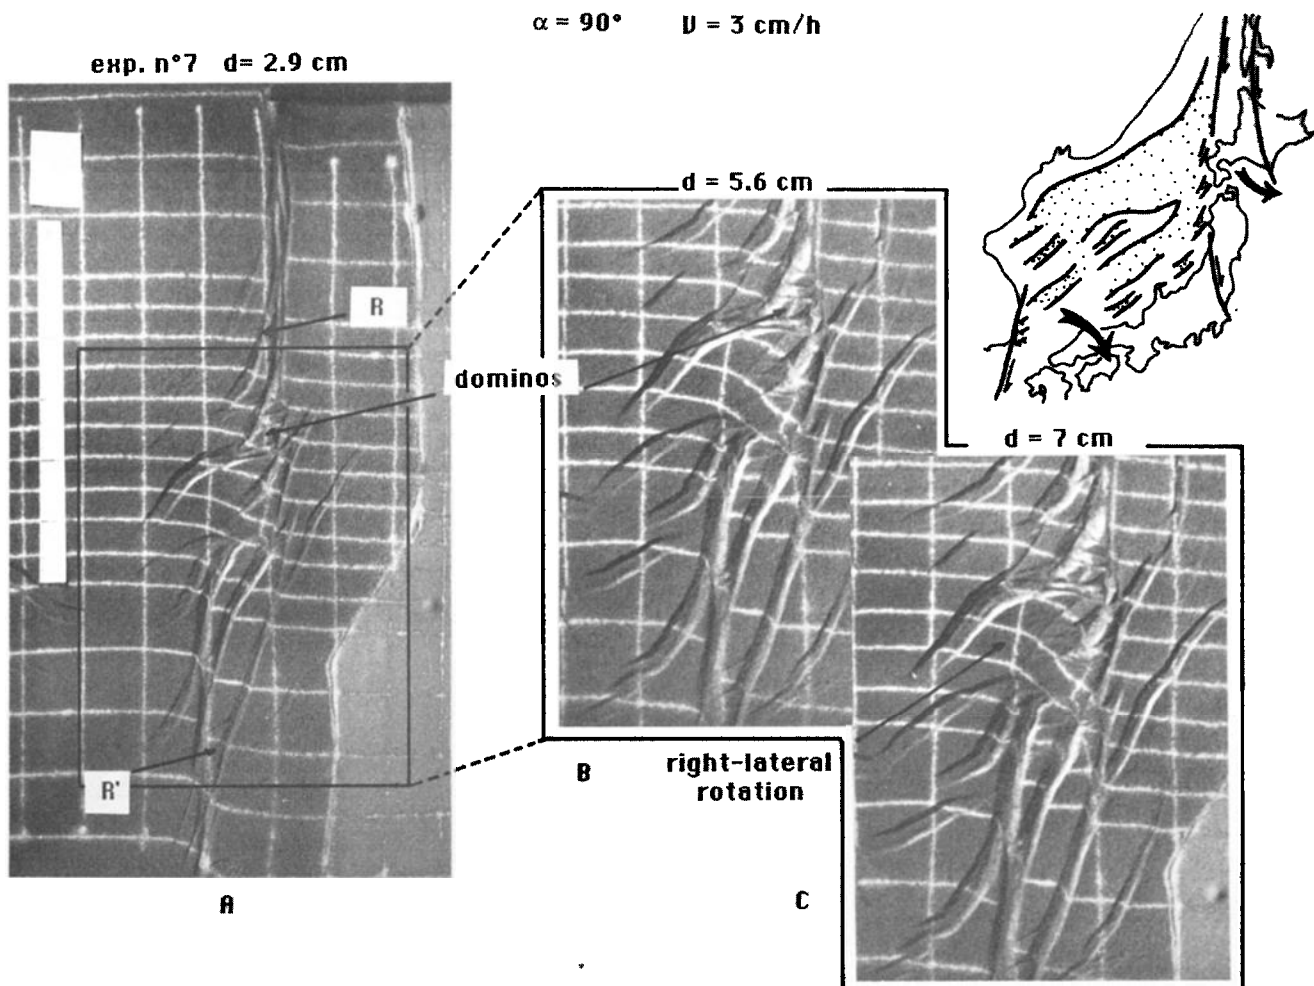 α = 90° V = 3 cm/h
exp. n°7 d= 2.9 cm
d = 5.6 cm
R
dominos
d = 7 cm
R'
B
right-lateral
rotation
A
C